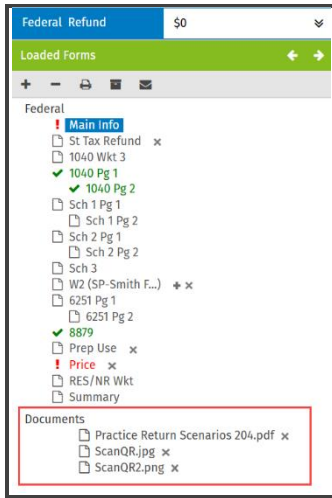 Federal Refund $0
Loaded Forms
Federal
Main Info
St Tax Refund
1040 Wkt 3
1040 Pg 1
1040 Pg 2
Sch 1 Pg 1
Sch 1 Pg 2
Sch 2 Pg 1
Sch 2 Pg 2
Sch 3
W2 (SP-Smith F...)
6251 Pg 1
6251 Pg 2
8879
Prep Use
Price
RES/NR Wkt
Summary
Documents
Practice Return Scenarios 204.pdf
ScanQR.jpg
ScanQR2.png